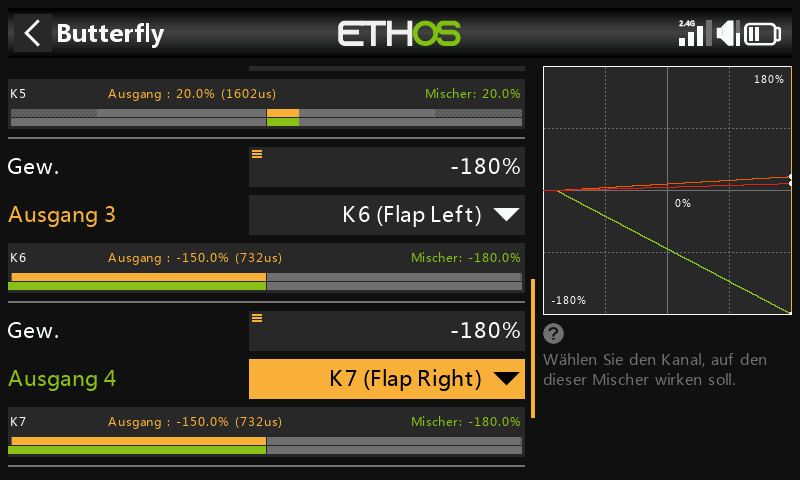 Butterfly
ETHOS
2.4G
K5 Ausgang : 20.0% (1602us) Mischer: 20.0%
Gew. -180%
Ausgang 3 K6 (Flap Left)
K6 Ausgang : -150.0% (732us) Mischer: -180.0%
Gew. -180%
Ausgang 4 K7 (Flap Right)
K7 Ausgang : -150.0% (732us) Mischer: -180.0%
180%
0%
-180%
?
Wählen Sie den Kanal, auf den
dieser Mischer wirken soll.